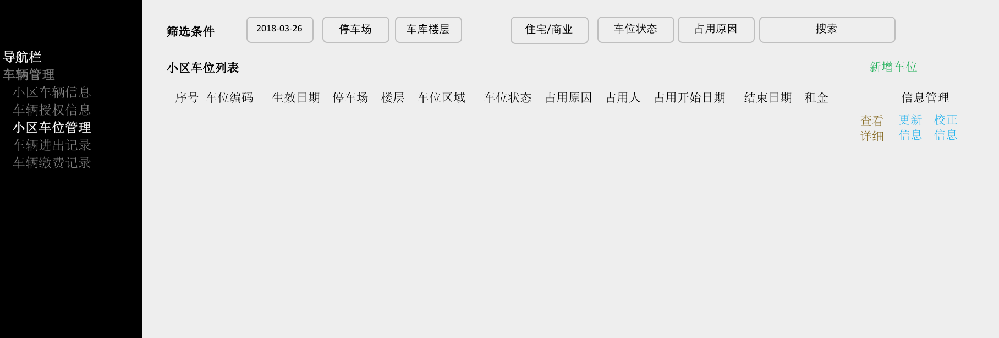 导航栏
车辆管理
小区车辆信息
车辆授权信息
小区车位管理
车辆进出记录
车辆缴费记录
筛选条件 2018-03-26 停车场 车库楼层 住宅/商业 车位状态 占用原因 搜索
小区车位列表 新增车位
序号 车位编码 生效日期 停车场 楼层 车位区域 车位状态 占用原因 占用人 占用开始日期 结束日期 租金 信息管理
查看 更新 校正
详细 信息 信息